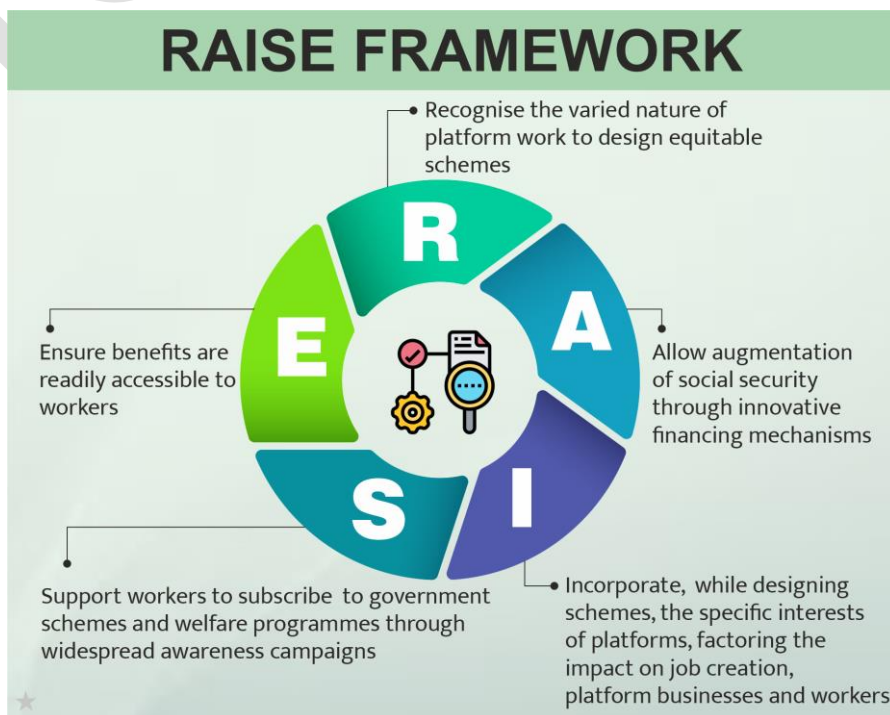 RAISE FRAMEWORK
Recognise the varied nature of
platform work to design equitable
schemes
R
A
I
S
E
Allow augmentation
of social security
through innovative
financing mechanisms
Incorporate, while designing
schemes, the specific interests
of platforms, factoring the
impact on job creation,
platform businesses and workers
Support workers to subscribe to government
schemes and welfare programmes through
widespread awareness campaigns
Ensure benefits are
readily accessible to
workers